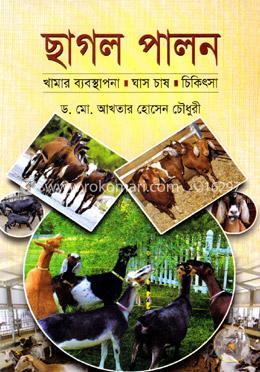 ছাগল পালন
খামার ব্যবস্থাপনা ▪ ঘাস চাষ ▪ চিকিৎসা
ড. মো. আখতার হোসেন চৌধুরী